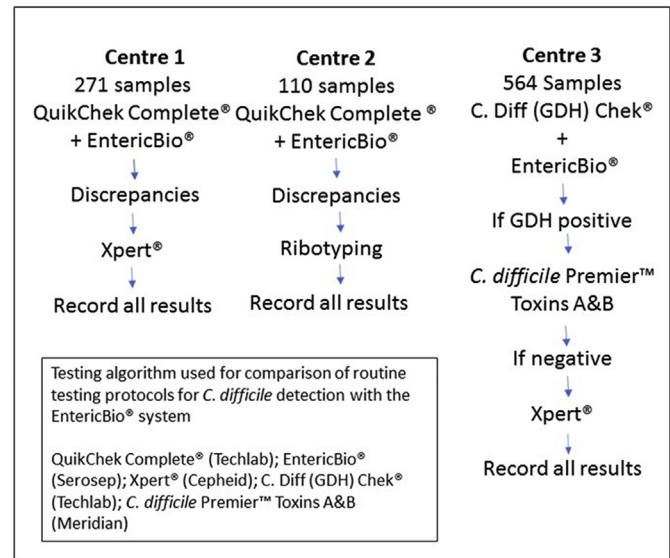 Centre 1
271 samples
QuikChek Complete®
+ EntericBio®
Discrepancies
Xpert®
Record all results
Centre 2
110 samples
QuikChek Complete ®
+ EntericBio®
Discrepancies
Ribotyping
Record all results
Centre 3
564 Samples
C. Diff (GDH) Chek®
+
EntericBio®
If GDH positive
C. difficile Premier™
Toxins A&B
If negative
Xpert®
Record all results
Testing algorithm used for comparison of routine
testing protocols for C. difficile detection with the
EntericBio® system
QuikChek Complete® (Techlab); EntericBio®
(Serosep); Xpert® (Cepheid); C. Diff (GDH) Chek®
(Techlab); C. difficile Premier™ Toxins A&B
(Meridian)